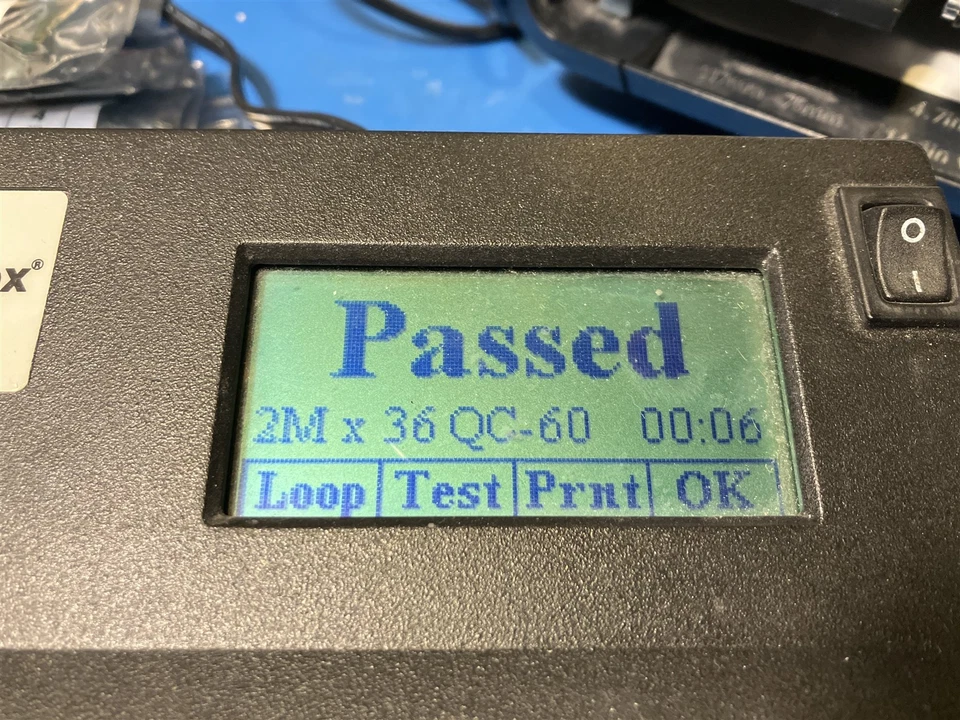 Passed
2M x 36 QC-60 00:06
Loop Test Prnt OK
x®
O
I